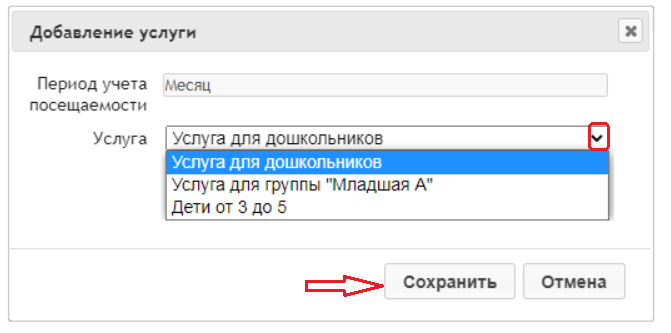 Добавление услуги
Период учета
посещаемости
Месяц
Услуга
Услуга для дошкольников
Услуга для дошкольников
Услуга для группы "Младшая А"
Дети от 3 до 5
Сохранить
Отмена